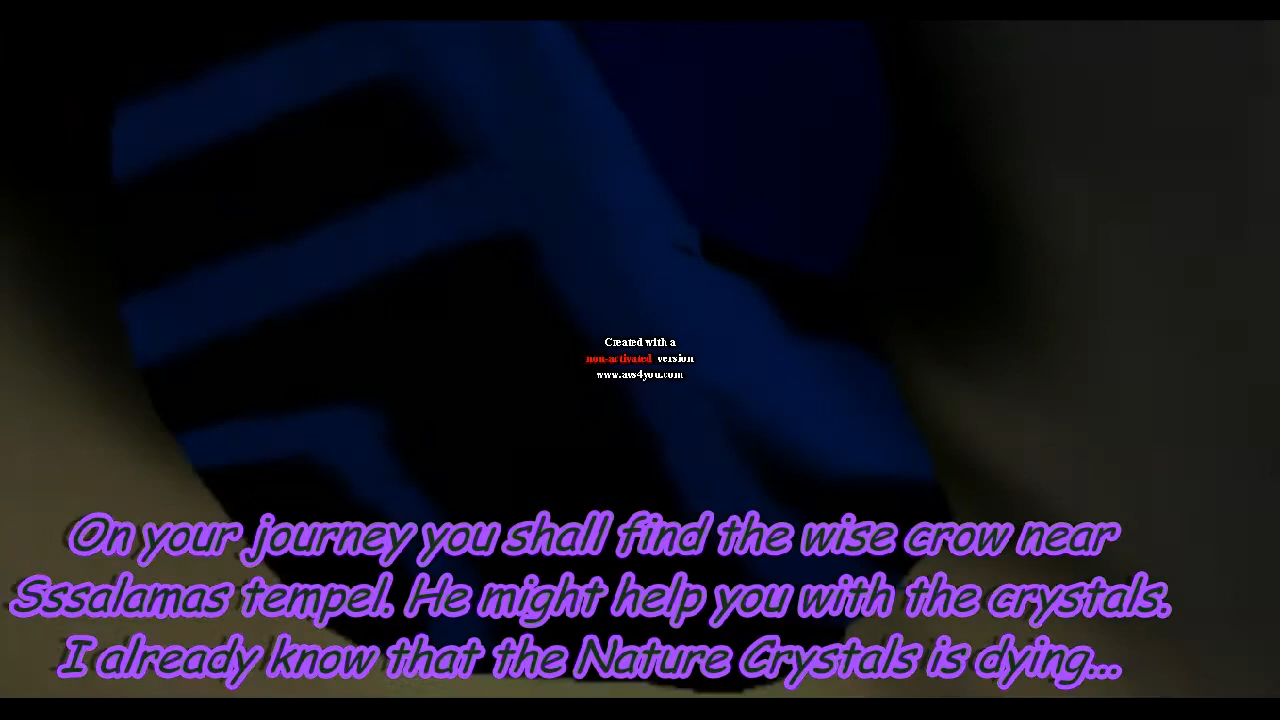 Created with a
non-activated version
www.avs4you.com
On your journey you shall find the wise crow near
Sssalamas tempel. He might help you with the crystals.
I already know that the Nature Crystals is dying...